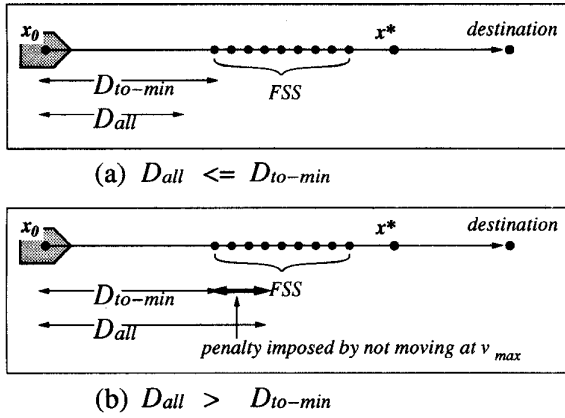 x0 x* destination
Dto-min FSS
Dall
(a) Dall <= Dto-min
x0 x* destination
Dto-min FSS
Dall
penalty imposed by not moving at v max
(b) Dall > Dto-min